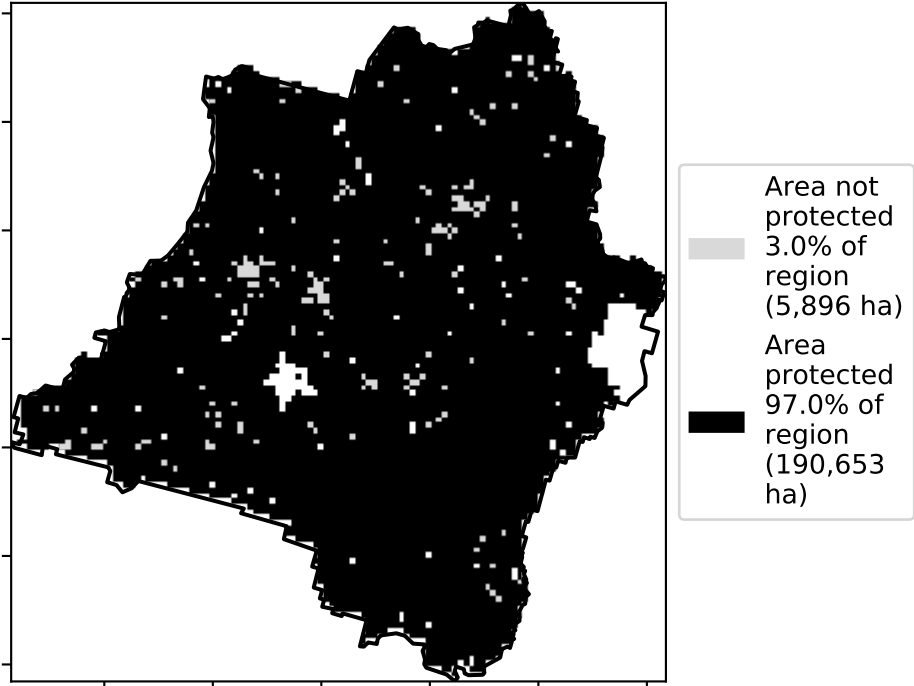 Area not
protected
3.0% of
region
(5,896 ha)
Area
protected
97.0% of
region
(190,653
ha)